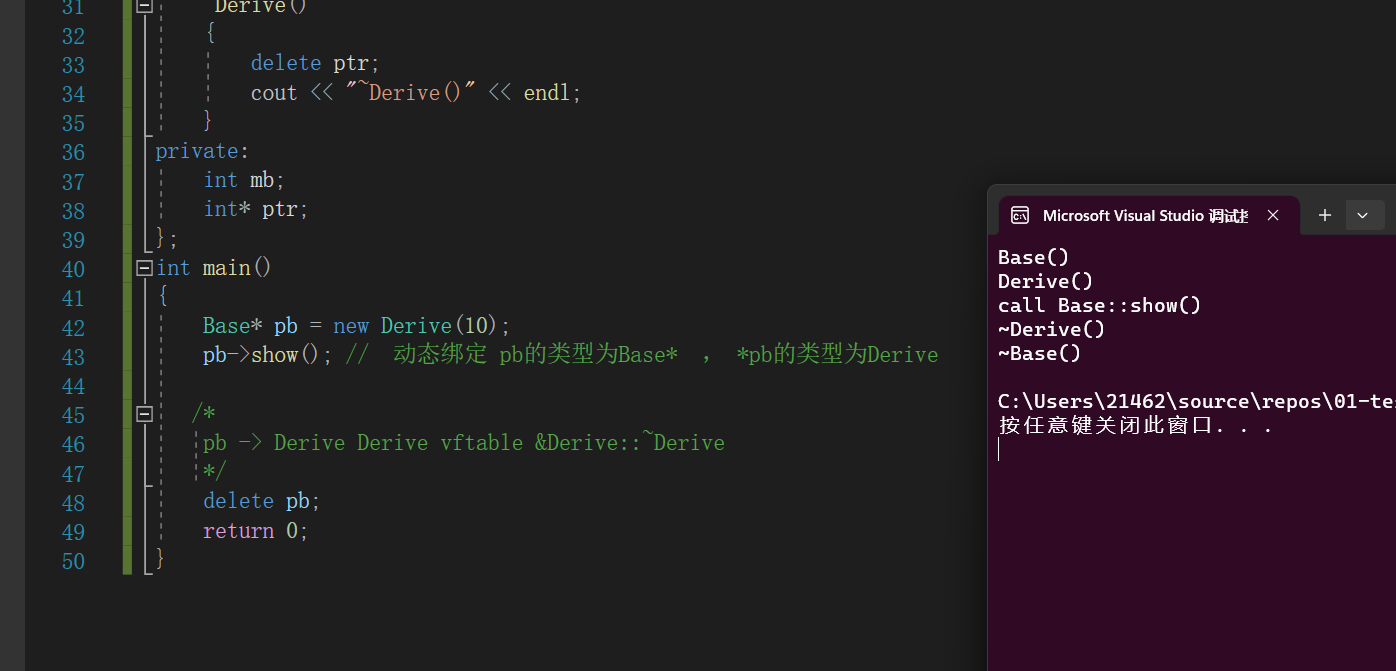 31 ~Derive()
32 {
33 delete ptr;
34 cout << "~Derive()" << endl;
35 }
36 private:
37 int mb;
38 int* ptr;
39 };
40 int main()
41 {
42 Base* pb = new Derive(10);
43 pb->show(); // 动态绑定 pb的类型为Base* ， *pb的类型为Derive
44
45 /*
46 pb -> Derive Derive vftable &Derive::~Derive
47 */
48 delete pb;
49 return 0;
50 }
Microsoft Visual Studio 调试
Base()
Derive()
call Base::show()
~Derive()
~Base()
C:\Users\21462\source\repos\01-te
按任意键关闭此窗口. . .